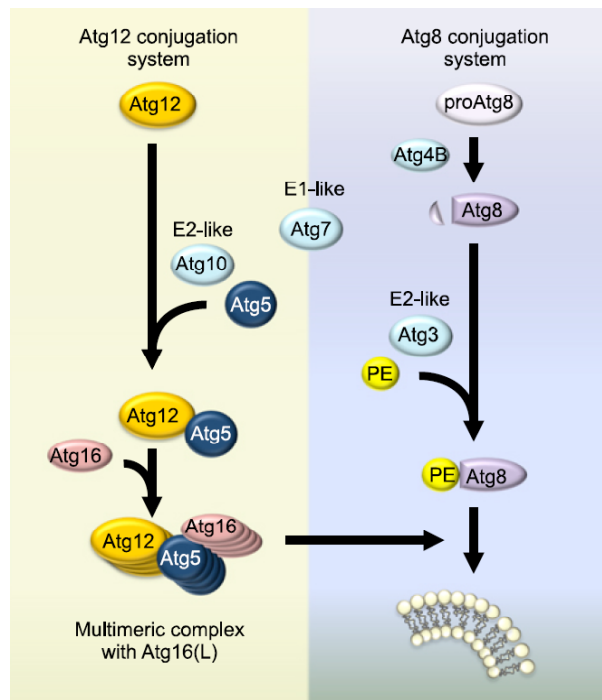 Atg12 conjugation
system
Atg12
E2-like
Atg10
Atg5
E1-like
Atg7
Atg12
Atg5
Atg16
Atg12
Atg16
Atg5
Multimeric complex
with Atg16(L)
Atg8 conjugation
system
proAtg8
Atg4B
Atg8
E2-like
Atg3
PE
PE
Atg8